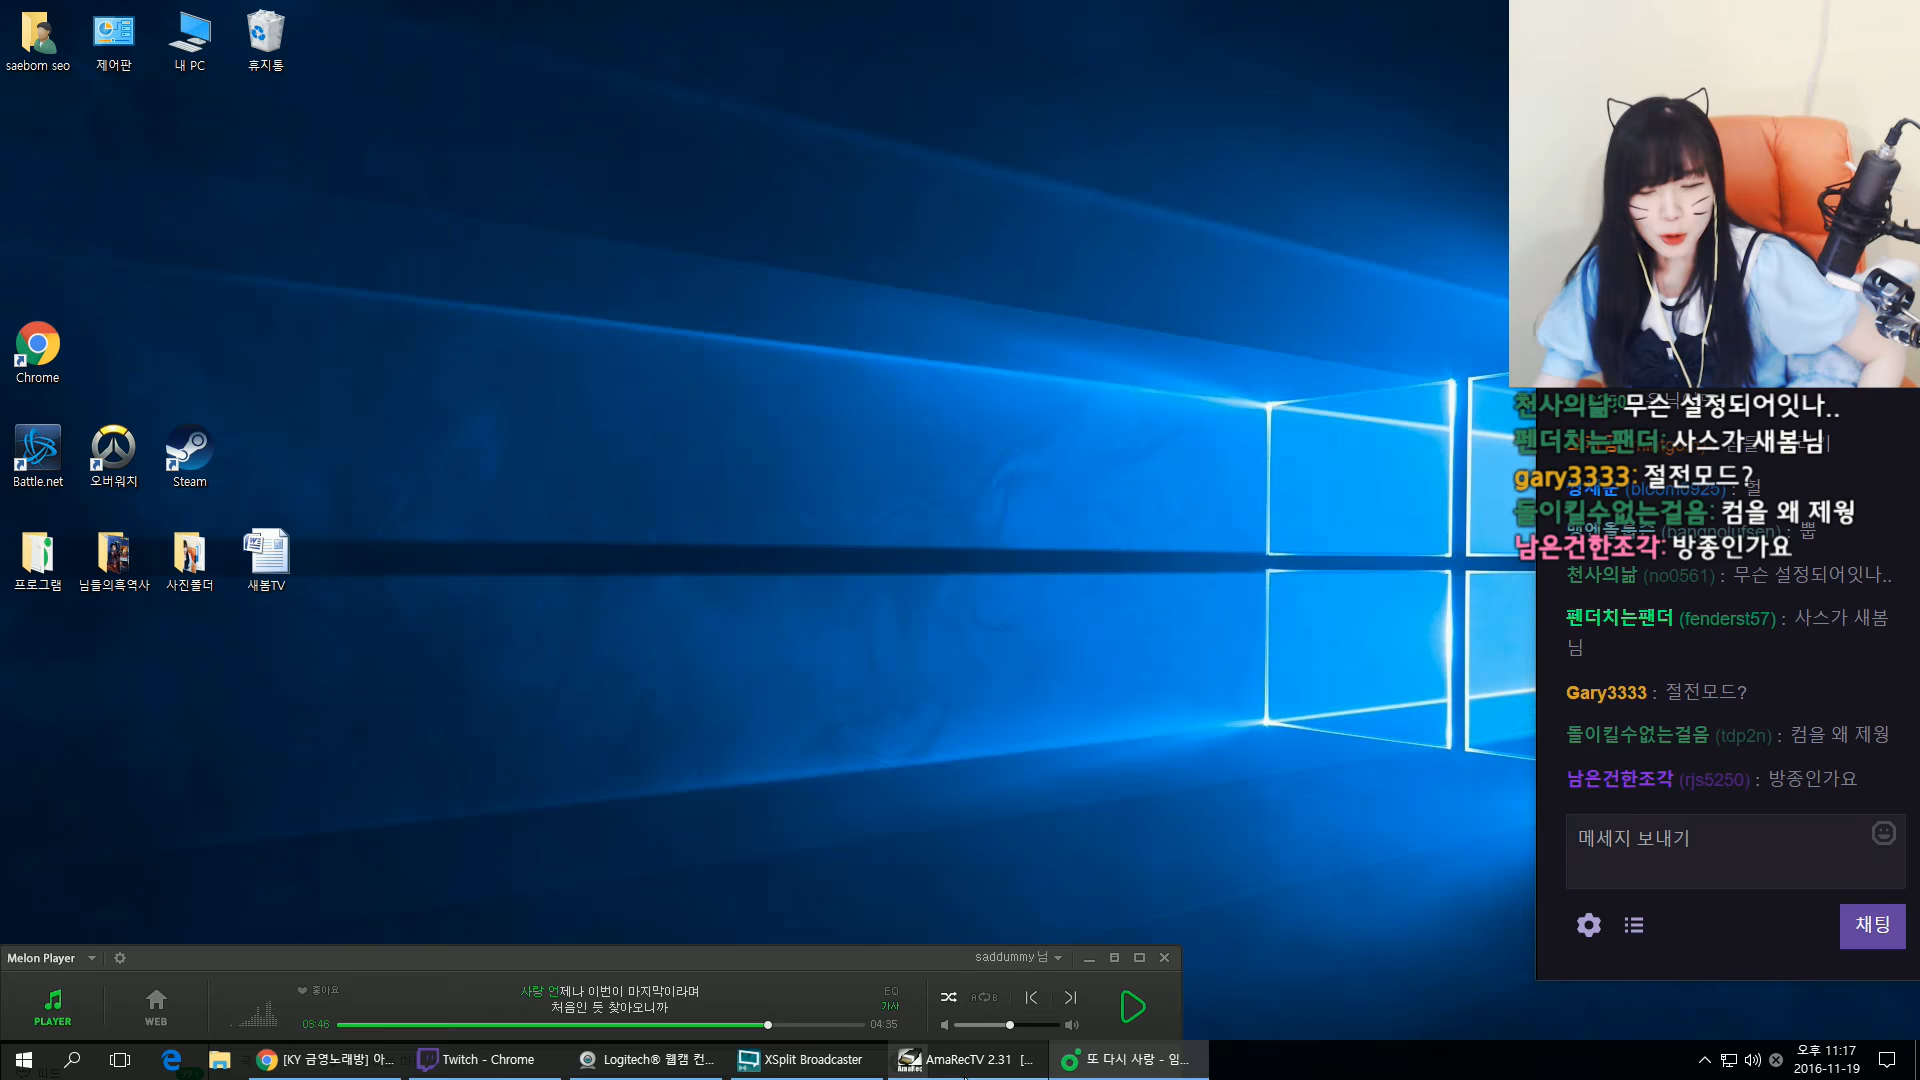 saebom seo
제어판
내 PC
휴지통
Chrome
Battle.net
오버워치
Steam
프로그램
님들의흑역사
사진폴더
새봄TV
천사의낢: 무슨 설정되어잇나..
펜더치는팬더: 사스가 새봄님
gary3333: 절전모드?
돌이킬수없는걸음: 컴을 왜 제웡
남은건한조각: 방종인가요
(bloom0925) : 헐
(bangnolufsen) : 뿝
천사의낢 (no0561) : 무슨 설정되어잇나..
펜더치는팬더 (fenderst57) : 사스가 새봄
님
Gary3333 : 절전모드?
돌이킬수없는걸음 (tdp2n) : 컴을 왜 제웡
남은건한조각 (rjs5250) : 방종인가요
메세지 보내기
채팅
Melon Player
saddummy 님
PLAYER
WEB
좋아요
사랑 언제나 이번이 마지막이라며
처음인 듯 찾아오니까
03:46
04:35
EQ
가사
A B
[KY 금영노래방] 아...
Twitch - Chrome
Logitech® 웹캠 컨...
XSplit Broadcaster
AmaRecTV 2.31 [...
또 다시 사랑 - 임...
오후 11:17
2016-11-19